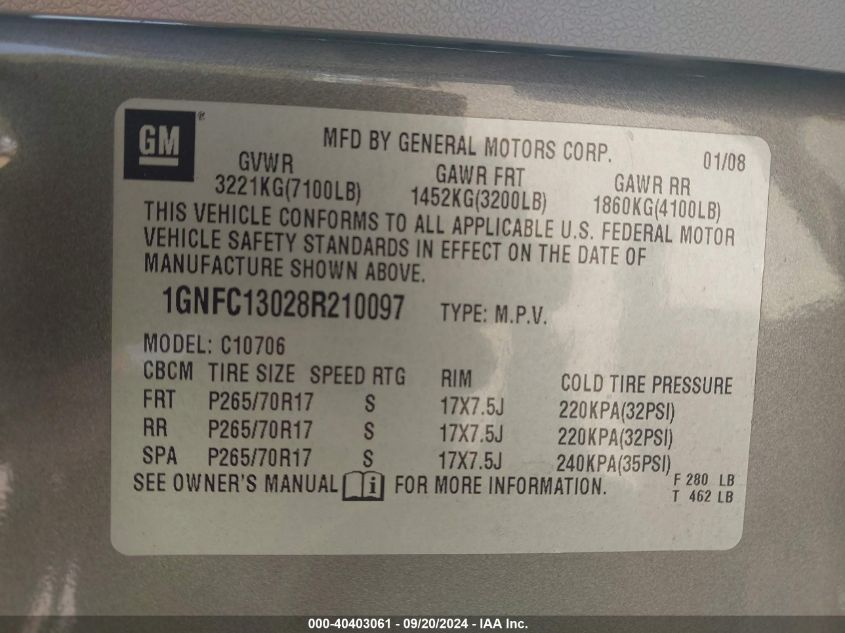 GM®
MFD BY GENERAL MOTORS CORP. 01/08
GVWR GAWR FRT GAWR RR
3221KG(7100LB) 1452KG(3200LB) 1860KG(4100LB)
THIS VEHICLE CONFORMS TO ALL APPLICABLE U.S. FEDERAL MOTOR
VEHICLE SAFETY STANDARDS IN EFFECT ON THE DATE OF
MANUFACTURE SHOWN ABOVE.
1GNFC13028R210097 TYPE: M.P.V.
MODEL: C10706
CBCM TIRE SIZE SPEED RTG RIM COLD TIRE PRESSURE
FRT P265/70R17 S 17X7.5J 220KPA(32PSI)
RR P265/70R17 S 17X7.5J 220KPA(32PSI)
SPA P265/70R17 S 17X7.5J 240KPA(35PSI)
SEE OWNER'S MANUAL i FOR MORE INFORMATION. F 280 LB
T 462 LB
000-40403061 - 09/20/2024 - IAA Inc.